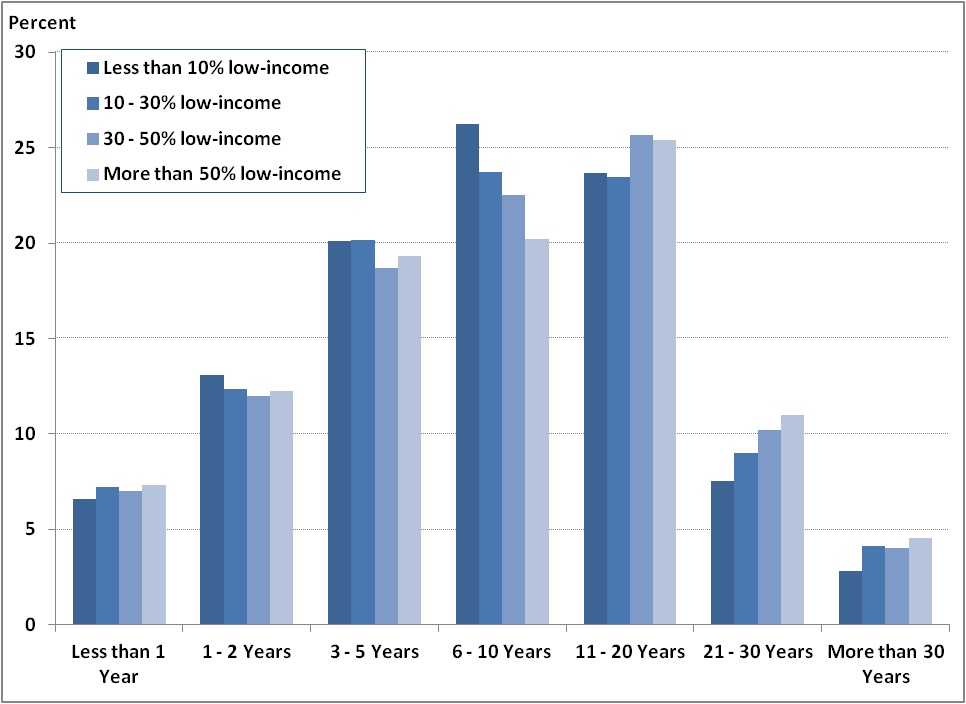 Percent
30
25
20
15
10
5
0
Less than 10% low-income
10 - 30% low-income
30 - 50% low-income
More than 50% low-income
Less than 1
Year
1 - 2 Years
3 - 5 Years
6 - 10 Years
11 - 20 Years
21 - 30 Years
More than 30
Years